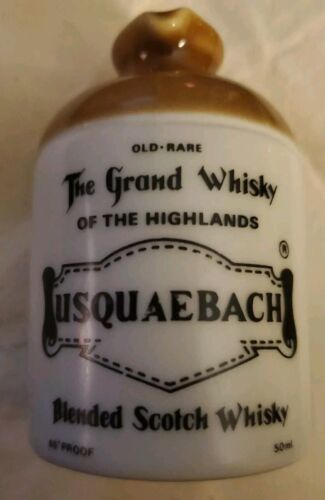 OLD·RARE
The Grand Whisky
OF THE HIGHLANDS
®
USQUAEBACH
Blended Scotch Whisky
86° PROOF 50ml